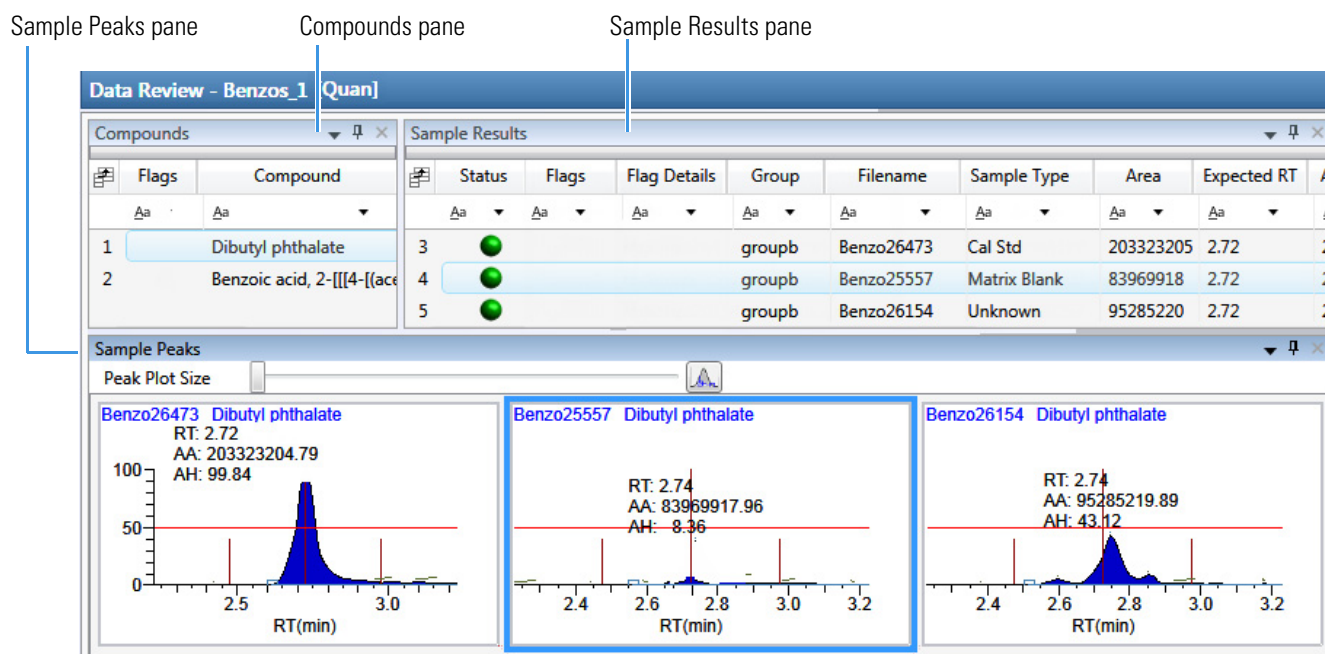 Sample Peaks pane Compounds pane Sample Results pane
Data Review - Benzos_1 [Quan]
Compounds Sample Results
Flags Compound Status Flags Flag Details Group Filename Sample Type Area Expected RT A
Aa Aa Aa Aa Aa Aa Aa Aa Aa Aa
1 Dibutyl phthalate 3 groupb Benzo26473 Cal Std 203323205 2.72 2
2 Benzoic acid, 2-[[[4-[(ace 4 groupb Benzo25557 Matrix Blank 83969918 2.72 2
5 groupb Benzo26154 Unknown 95285220 2.72 2
Sample Peaks
Peak Plot Size
Benzo26473 Dibutyl phthalate
RT: 2.72
AA: 203323204.79
AH: 99.84
100
50
0
2.5 3.0
RT(min)
Benzo25557 Dibutyl phthalate
RT: 2.74
AA: 83969917.96
AH: 8.36
2.4 2.6 2.8 3.0 3.2
RT(min)
Benzo26154 Dibutyl phthalate
RT: 2.74
AA: 95285219.89
AH: 43.12
2.4 2.6 2.8 3.0 3.2
RT(min)